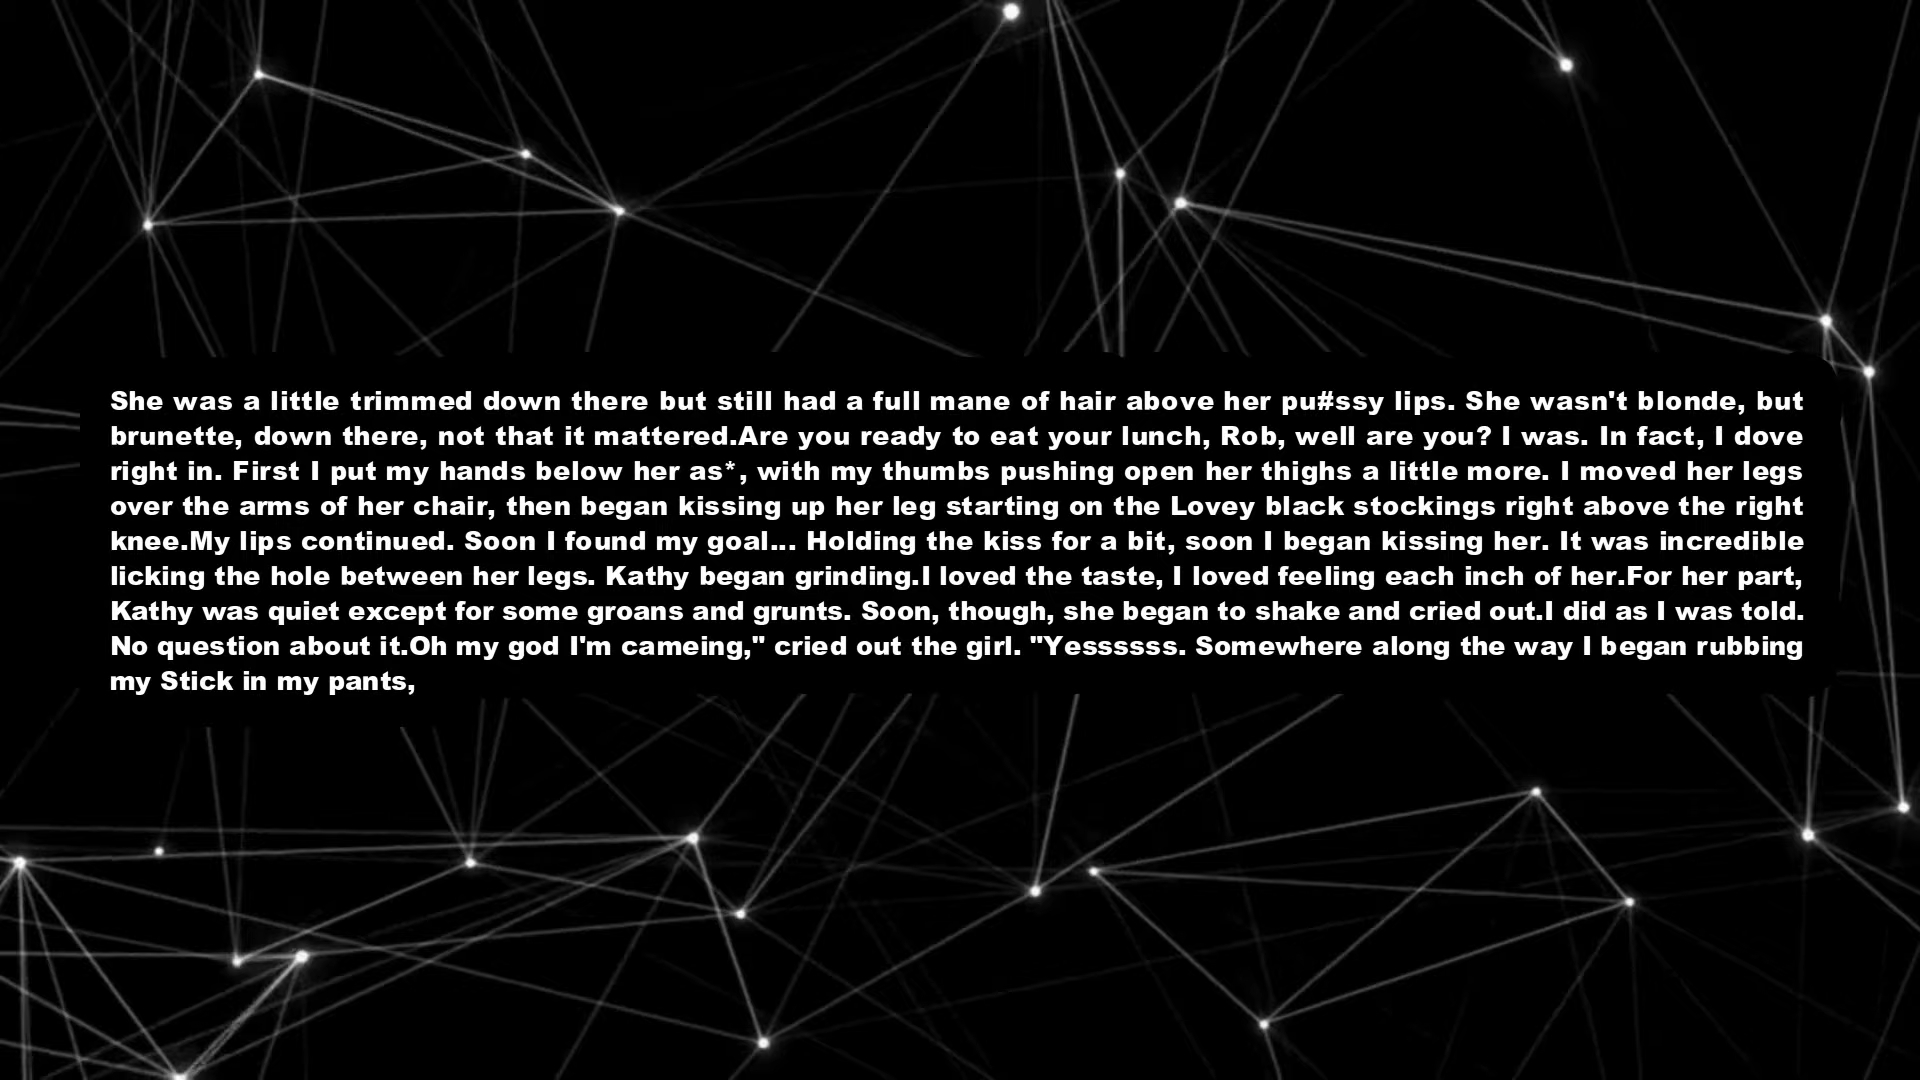 She was a little trimmed down there but still had a full mane of hair above her pu#ssy lips. She wasn't blonde, but
brunette, down there, not that it mattered.Are you ready to eat your lunch, Rob, well are you? I was. In fact, I dove
right in. First I put my hands below her as*, with my thumbs pushing open her thighs a little more. I moved her legs
over the arms of her chair, then began kissing up her leg starting on the Lovey black stockings right above the right
knee.My lips continued. Soon I found my goal... Holding the kiss for a bit, soon I began kissing her. It was incredible
licking the hole between her legs. Kathy began grinding.I loved the taste, I loved feeling each inch of her.For her part,
Kathy was quiet except for some groans and grunts. Soon, though, she began to shake and cried out.I did as I was told.
No question about it.Oh my god I'm cameing," cried out the girl. "Yessssss. Somewhere along the way I began rubbing
my Stick in my pants,